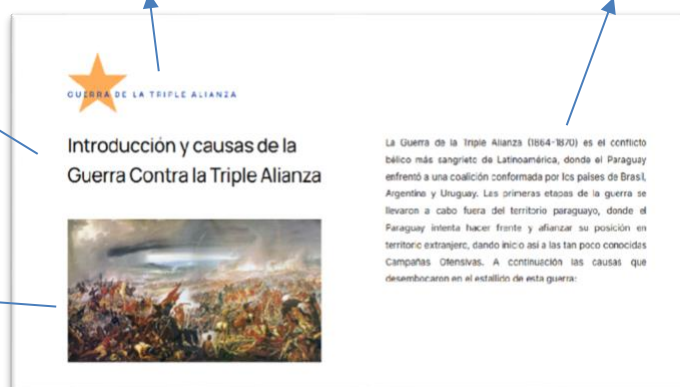 GUERRA DE LA TRIPLE ALIANZA
Introducción y causas de la
Guerra Contra la Triple Alianza
La Guerra de la Triple Alianza (1864-1870) es el conflicto
bélico más sangriento de Latinoamérica, donde el Paraguay
enfrentó a una coalición conformada por los países de Brasil,
Argentina y Uruguay. Las primeras etapas de la guerra se
llevaron a cabo fuera del territorio paraguayo, donde el
Paraguay intenta hacer frente y afianzar su posición en
territorio extranjero, dando inicio así a las tan poco conocidas
Campañas Ofensivas. A continuación las causas que
desembocaron en el estallido de esta guerra: